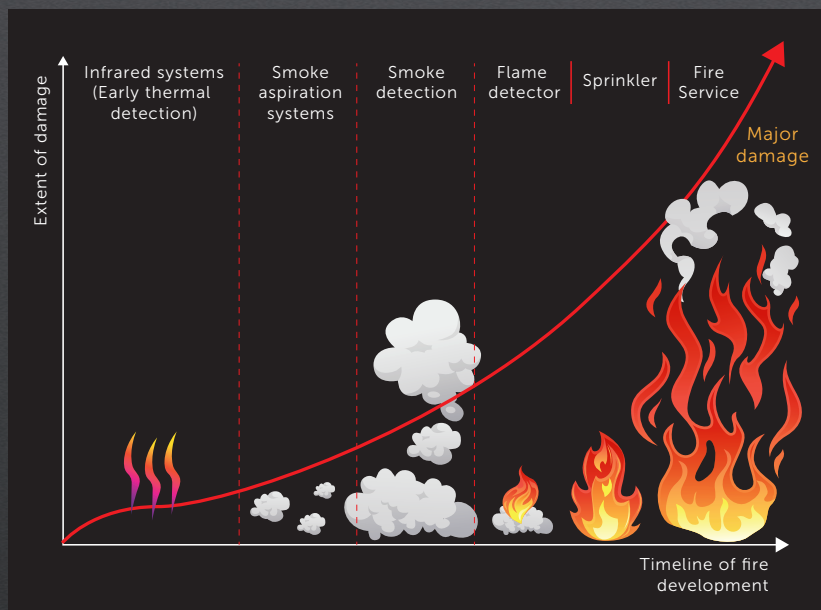 Extent of damage
Infrared systems
(Early thermal
detection)
Smoke
aspiration
systems
Smoke
detection
Flame
detector
Sprinkler
Fire
Service
Major
damage
Timeline of fire
development